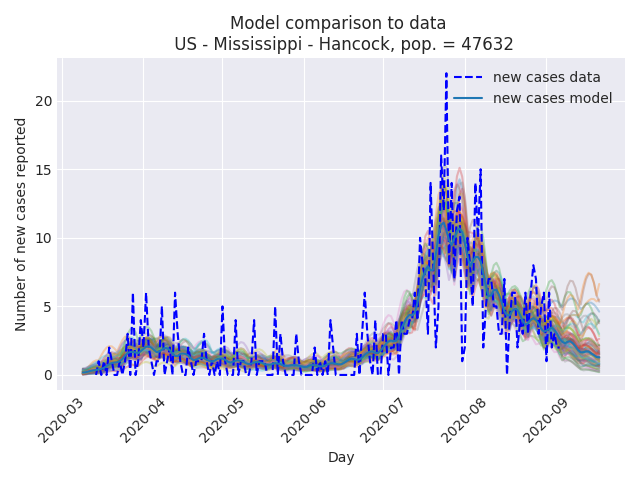 Model comparison to data
US - Mississippi - Hancock, pop. = 47632
new cases data
new cases model
Number of new cases reported
20
15
10
5
0
2020-03
2020-04
2020-05
2020-06
2020-07
2020-08
2020-09
Day